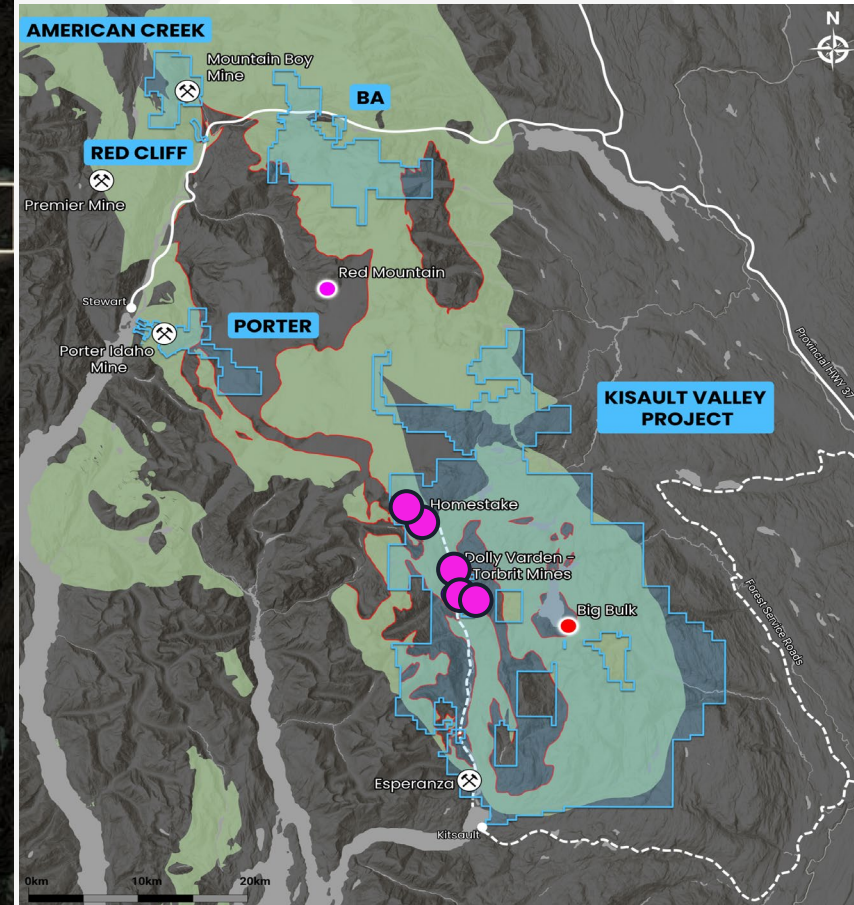 AMERICAN CREEK
N
Mountain Boy
Mine
BA
RED CLIFF
Premier Mine
Red Mountain
Stewart
PORTER
Porter Idaho
Mine
Provincial HWY 37
KISAULT VALLEY
PROJECT
Homestake
Dolly Varden -
Torbrit Mines
Forest Service Roads
Big Bulk
Esperanza
Kitsault
0km 10km 20km